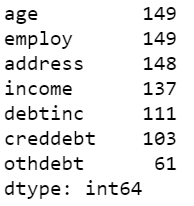 age 149
employ 149
address 148
income 137
debtinc 111
creddebt 103
othdebt 61
dtype: int64